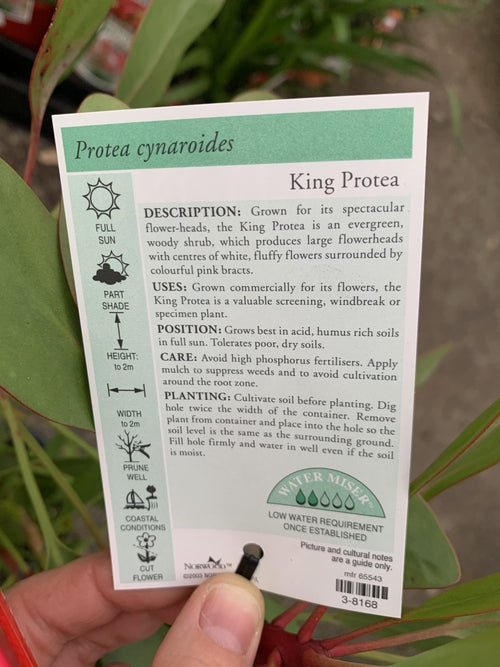 Protea cynaroides
King Protea
FULL
SUN
PART
SHADE
HEIGHT:
to 2m
WIDTH
to 2m
PRUNE
WELL
COASTAL
CONDITIONS
CUT
FLOWER
DESCRIPTION: Grown for its spectacular
flower-heads, the King Protea is an evergreen,
woody shrub, which produces large flowerheads
with centres of white, fluffy flowers surrounded by
colourful pink bracts.
USES: Grown commercially for its flowers, the
King Protea is a valuable screening, windbreak or
specimen plant.
POSITION: Grows best in acid, humus rich soils
in full sun. Tolerates poor, dry soils.
CARE: Avoid high phosphorus fertilisers. Apply
mulch to suppress weeds and to avoid cultivation
around the root zone.
PLANTING: Cultivate soil before planting. Dig
hole twice the width of the container. Remove
plant from container and place into the hole so the
soil level is the same as the surrounding ground.
Fill hole firmly and water in well even if the soil
is moist.
WATER MISER
LOW WATER REQUIREMENT
ONCE ESTABLISHED
Picture and cultural notes
are a guide only.
NORWOOD
©2003
mfr 65543
3-8168